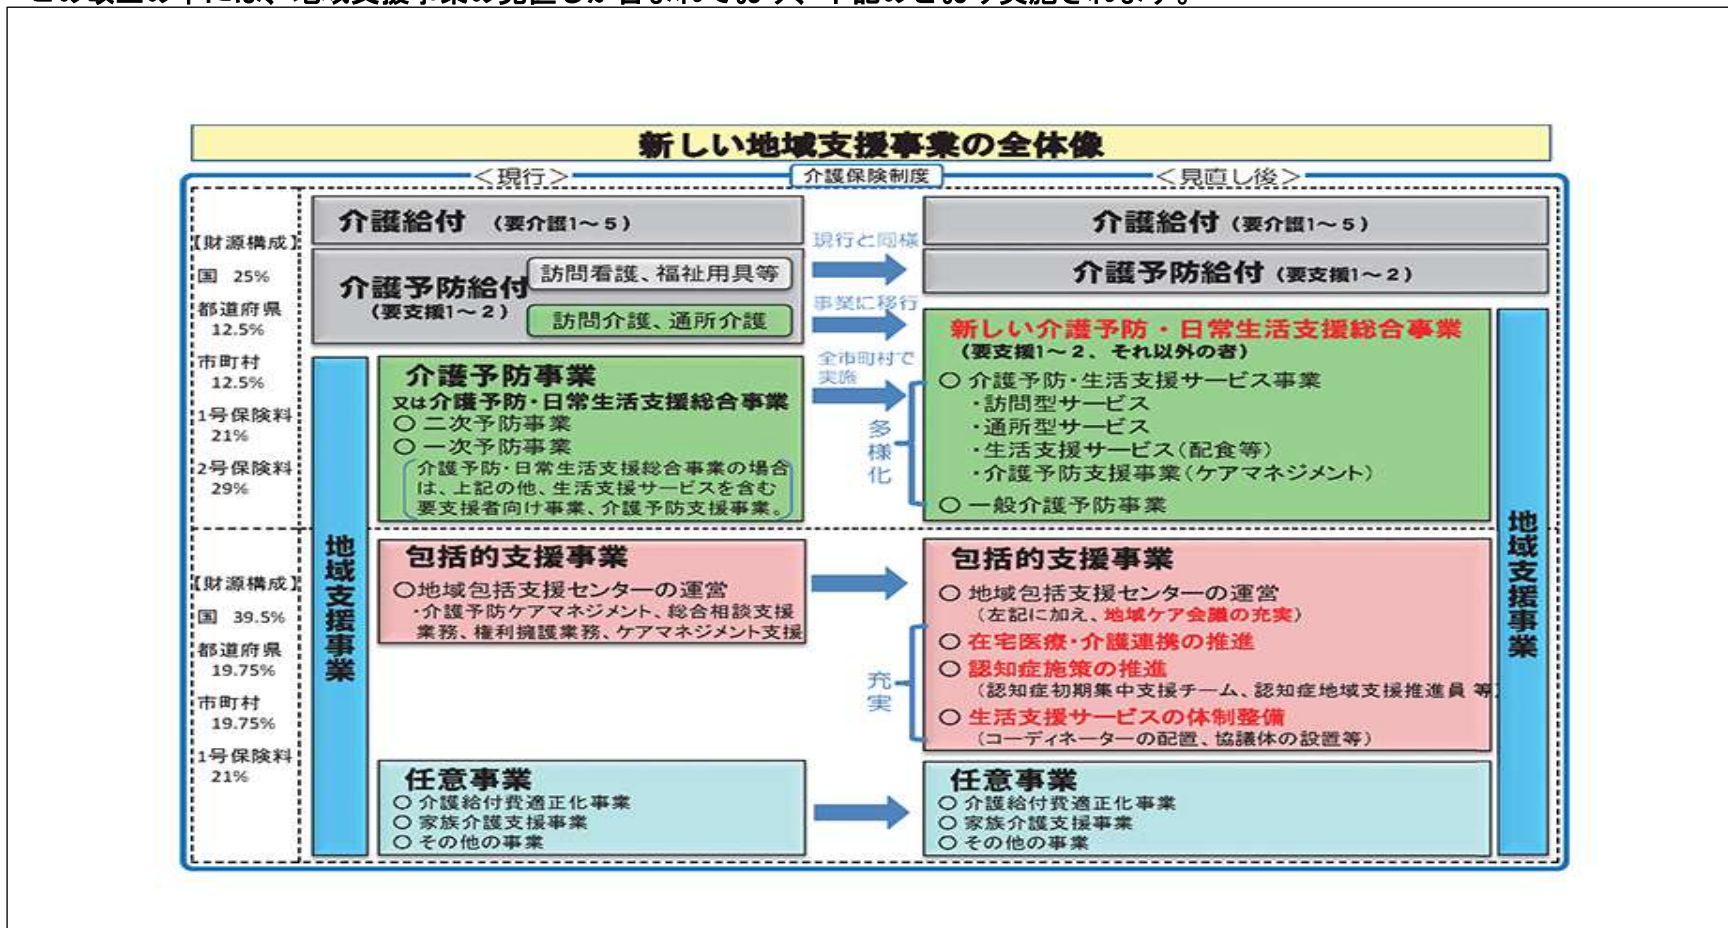 新しい地域支援事業の全体像
<現行>
介護保険制度
<見直し後>
【財源構成】
国 25%
都道府県
12.5%
市町村
12.5%
1号保険料
21%
2号保険料
29%
【財源構成】
国 39.5%
都道府県
19.75%
市町村
19.75%
1号保険料
21%
地域支援事業
介護給付 (要介護1~5)
介護予防給付
(要支援1~2)
訪問看護、福祉用具等
訪問介護、通所介護
介護予防事業
又は介護予防・日常生活支援総合事業
○ 二次予防事業
○ 一次予防事業
介護予防・日常生活支援総合事業の場合
は、上記の他、生活支援サービスを含む
要支援者向け事業、介護予防支援事業。
包括的支援事業
○地域包括支援センターの運営
・介護予防ケアマネジメント、総合相談支援
業務、権利擁護業務、ケアマネジメント支援
任意事業
○ 介護給付費適正化事業
○ 家族介護支援事業
○ その他の事業
現行と同様
事業に移行
全市町村で
実施
多様化
充実
介護給付 (要介護1~5)
介護予防給付 (要支援1~2)
新しい介護予防・日常生活支援総合事業
(要支援1~2、それ以外の者)
○ 介護予防・生活支援サービス事業
・訪問型サービス
・通所型サービス
・生活支援サービス(配食等)
・介護予防支援事業(ケアマネジメント)
○ 一般介護予防事業
包括的支援事業
○ 地域包括支援センターの運営
(左記に加え、地域ケア会議の充実)
○ 在宅医療・介護連携の推進
○ 認知症施策の推進
(認知症初期集中支援チーム、認知症地域支援推進員 等)
○ 生活支援サービスの体制整備
(コーディネーターの配置、協議体の設置等)
任意事業
○ 介護給付費適正化事業
○ 家族介護支援事業
○ その他の事業
地域支援事業